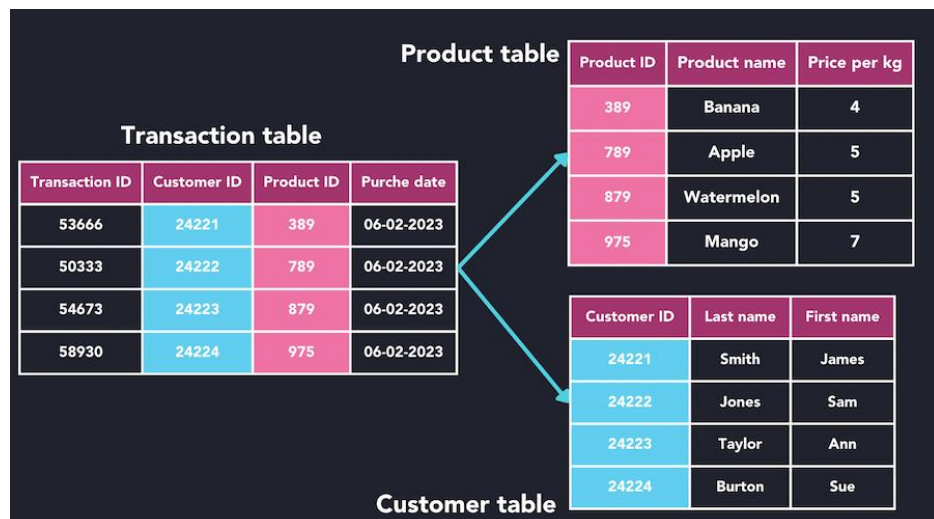 Product table
Product ID Product name Price per kg
389 Banana 4
789 Apple 5
879 Watermelon 5
975 Mango 7
Transaction table
Transaction ID Customer ID Product ID Purche date
53666 24221 389 06-02-2023
50333 24222 789 06-02-2023
54673 24223 879 06-02-2023
58930 24224 975 06-02-2023
Customer ID Last name First name
24221 Smith James
24222 Jones Sam
24223 Taylor Ann
24224 Burton Sue
Customer table